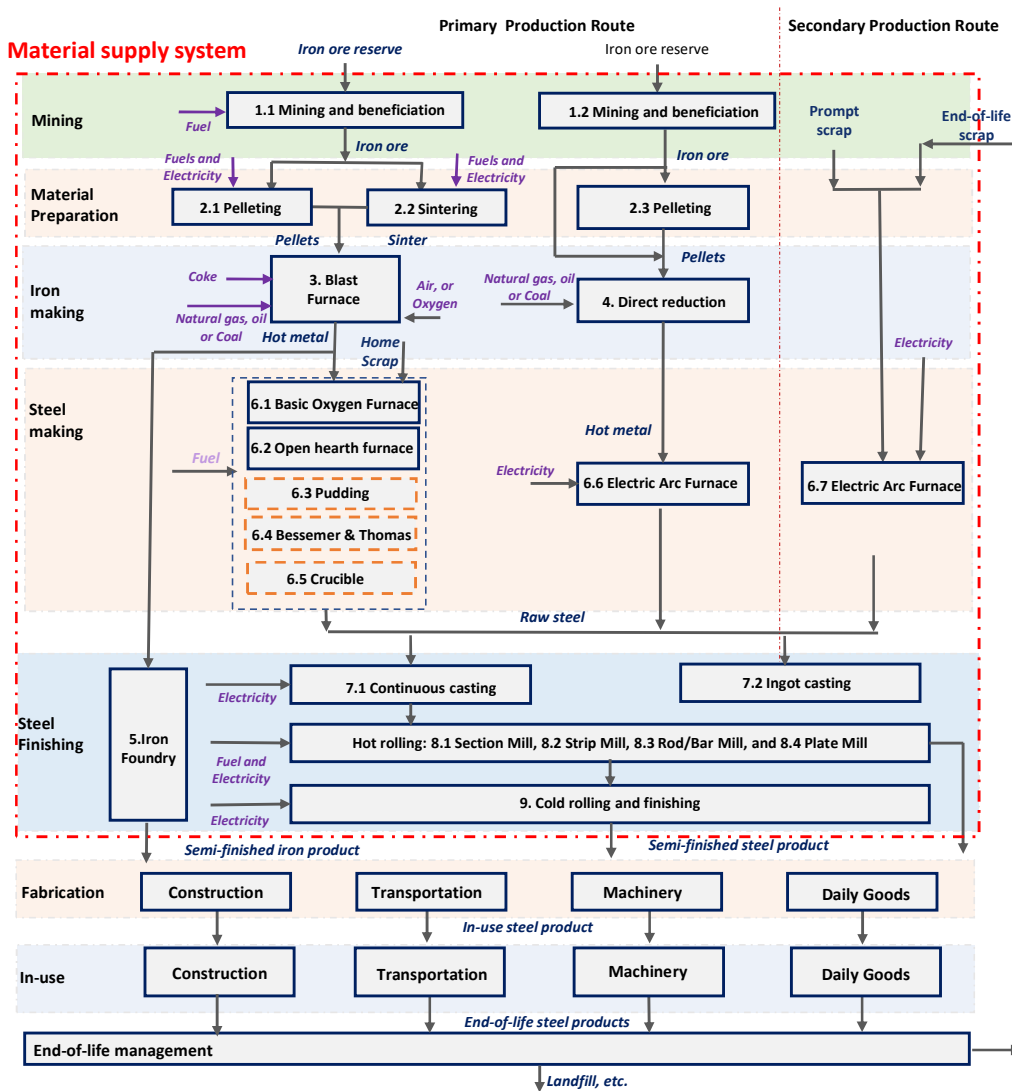 Primary Production Route
Secondary Production Route
Material supply system
Iron ore reserve
Iron ore reserve
Mining
1.1 Mining and beneficiation
1.2 Mining and beneficiation
Fuel
Prompt
scrap
End-of-life
scrap
Iron ore
Iron ore
Fuels and
Electricity
Fuels and
Electricity
Material
Preparation
2.1 Pelleting
2.2 Sintering
2.3 Pelleting
Pellets
Sinter
Pellets
Iron
making
Coke
3. Blast
Furnace
Air, or
Oxygen
Natural gas, oil
or Coal
Natural gas, oil
or Coal
4. Direct reduction
Hot metal
Home
Scrap
Electricity
Steel
making
6.1 Basic Oxygen Furnace
6.2 Open hearth furnace
Hot metal
Fuel
6.3 Pudding
Electricity
6.6 Electric Arc Furnace
6.7 Electric Arc Furnace
6.4 Bessemer & Thomas
6.5 Crucible
Raw steel
Steel
Finishing
5.Iron
Foundry
Electricity
7.1 Continuous casting
7.2 Ingot casting
Hot rolling: 8.1 Section Mill, 8.2 Strip Mill, 8.3 Rod/Bar Mill, and 8.4 Plate Mill
Fuel and
Electricity
9. Cold rolling and finishing
Electricity
Semi-finished iron product
Semi-finished steel product
Fabrication
Construction
Transportation
Machinery
Daily Goods
In-use steel product
In-use
Construction
Transportation
Machinery
Daily Goods
End-of-life steel products
End-of-life management
Landfill, etc.